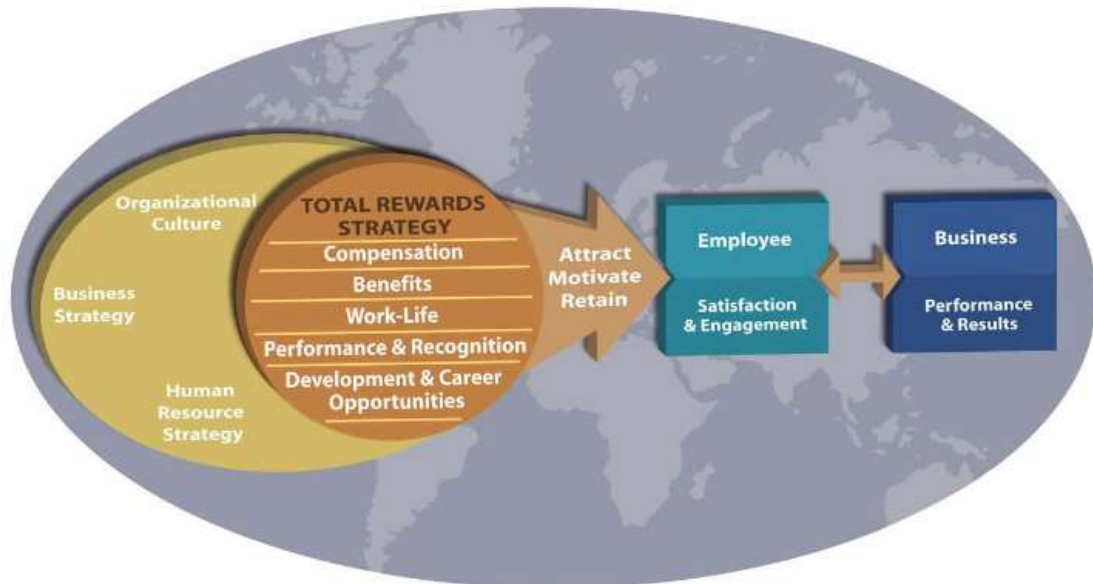 Organizational
Culture
Business
Strategy
Human
Resource
Strategy
TOTAL REWARDS
STRATEGY
Compensation
Benefits
Work-Life
Performance & Recognition
Development & Career
Opportunities
Attract
Motivate
Retain
Employee
Satisfaction
& Engagement
Business
Performance
& Results